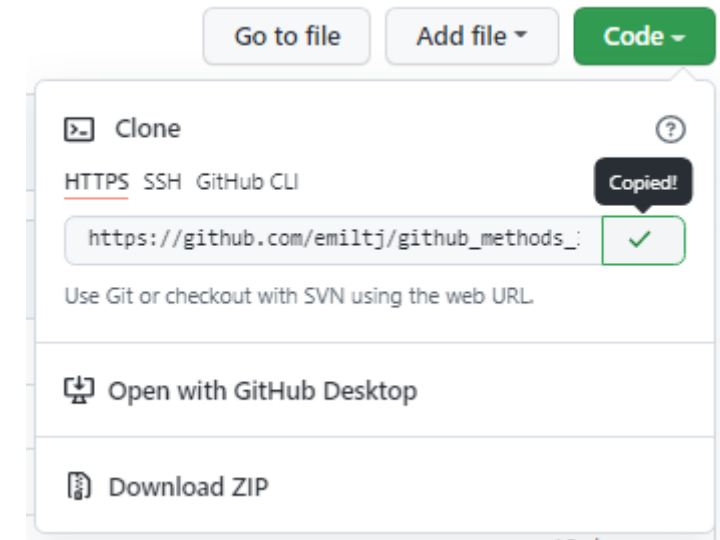 Go to file Add file Code
Clone
HTTPS SSH GitHub CLI
Copied!
https://github.com/emiltj/github_methods_
Use Git or checkout with SVN using the web URL.
Open with GitHub Desktop
Download ZIP